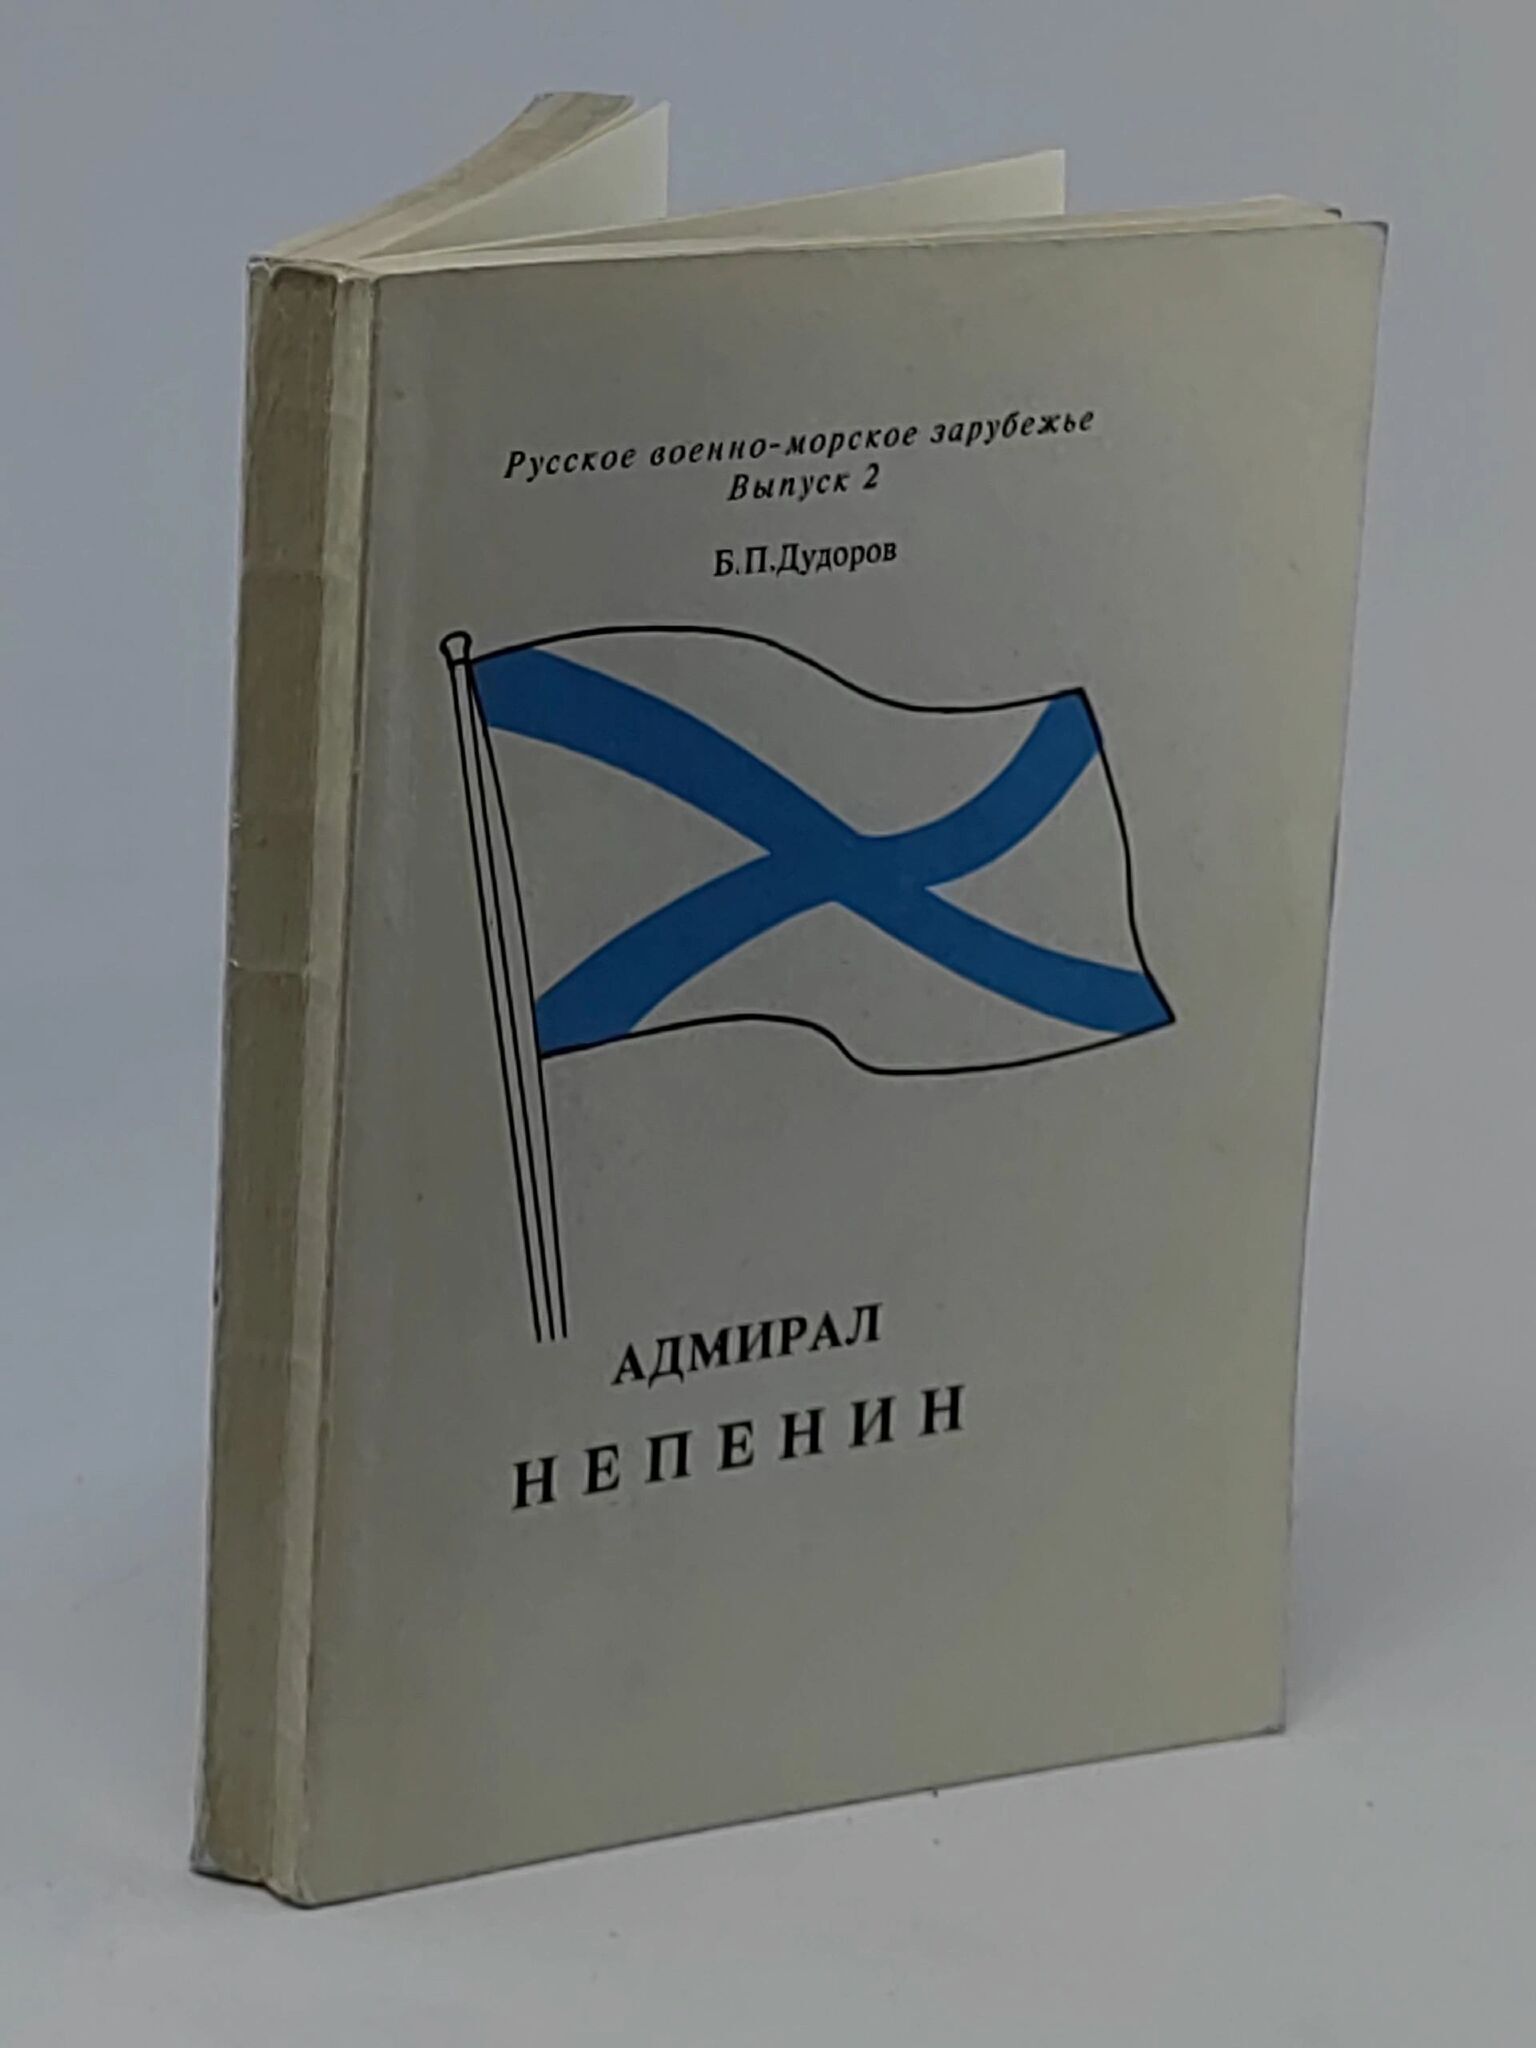 Русское военно-морское зарубежье
Выпуск 2
Б.П.Дудоров
АДМИРАЛ
НЕПЕНИН